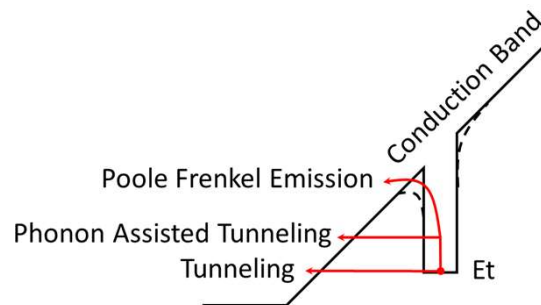 Conduction Band
Poole Frenkel Emission
Phonon Assisted Tunneling
Tunneling
Et